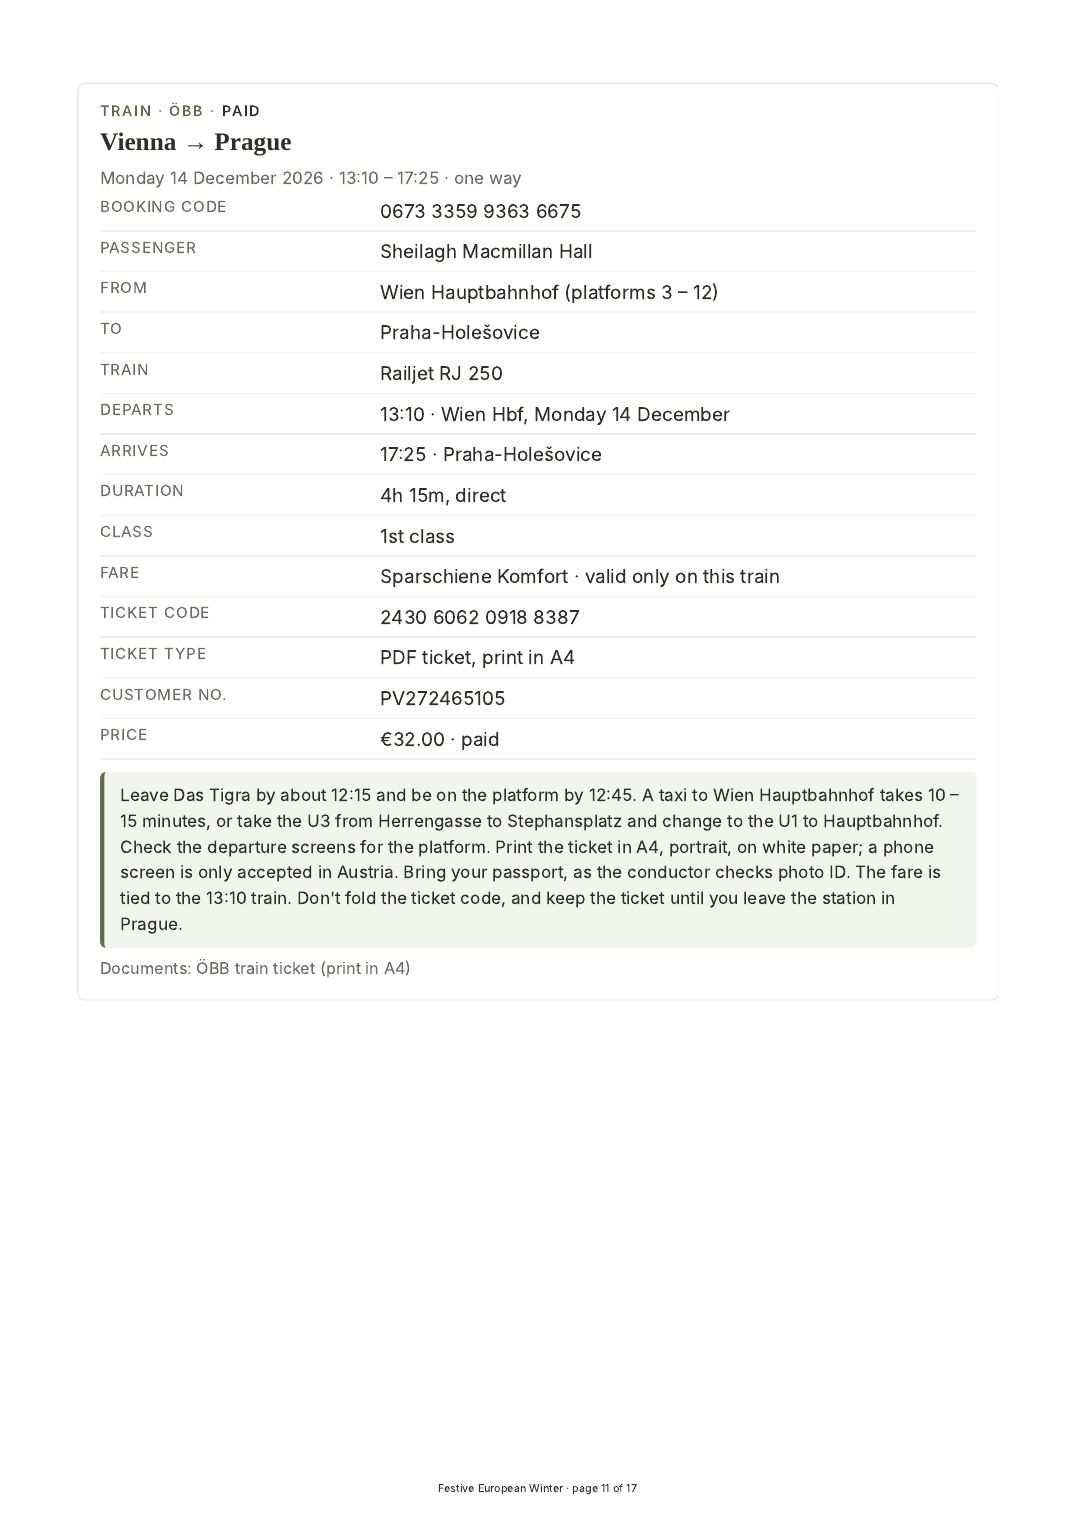 TRAIN · ÖBB · PAID
Vienna → Prague
Monday 14 December 2026 · 13:10 – 17:25 · one way
BOOKING CODE 0673 3359 9363 6675
PASSENGER Sheilagh Macmillan Hall
FROM Wien Hauptbahnhof (platforms 3 – 12)
TO Praha-Holešovice
TRAIN Railjet RJ 250
DEPARTS 13:10 · Wien Hbf, Monday 14 December
ARRIVES 17:25 · Praha-Holešovice
DURATION 4h 15m, direct
CLASS 1st class
FARE Sparschiene Komfort · valid only on this train
TICKET CODE 2430 6062 0918 8387
TICKET TYPE PDF ticket, print in A4
CUSTOMER NO. PV272465105
PRICE €32.00 · paid
Leave Das Tigra by about 12:15 and be on the platform by 12:45. A taxi to Wien Hauptbahnhof takes 10 –
15 minutes, or take the U3 from Herrengasse to Stephansplatz and change to the U1 to Hauptbahnhof.
Check the departure screens for the platform. Print the ticket in A4, portrait, on white paper; a phone
screen is only accepted in Austria. Bring your passport, as the conductor checks photo ID. The fare is
tied to the 13:10 train. Don't fold the ticket code, and keep the ticket until you leave the station in
Prague.
Documents: ÖBB train ticket (print in A4)
Festive European Winter · page 11 of 17